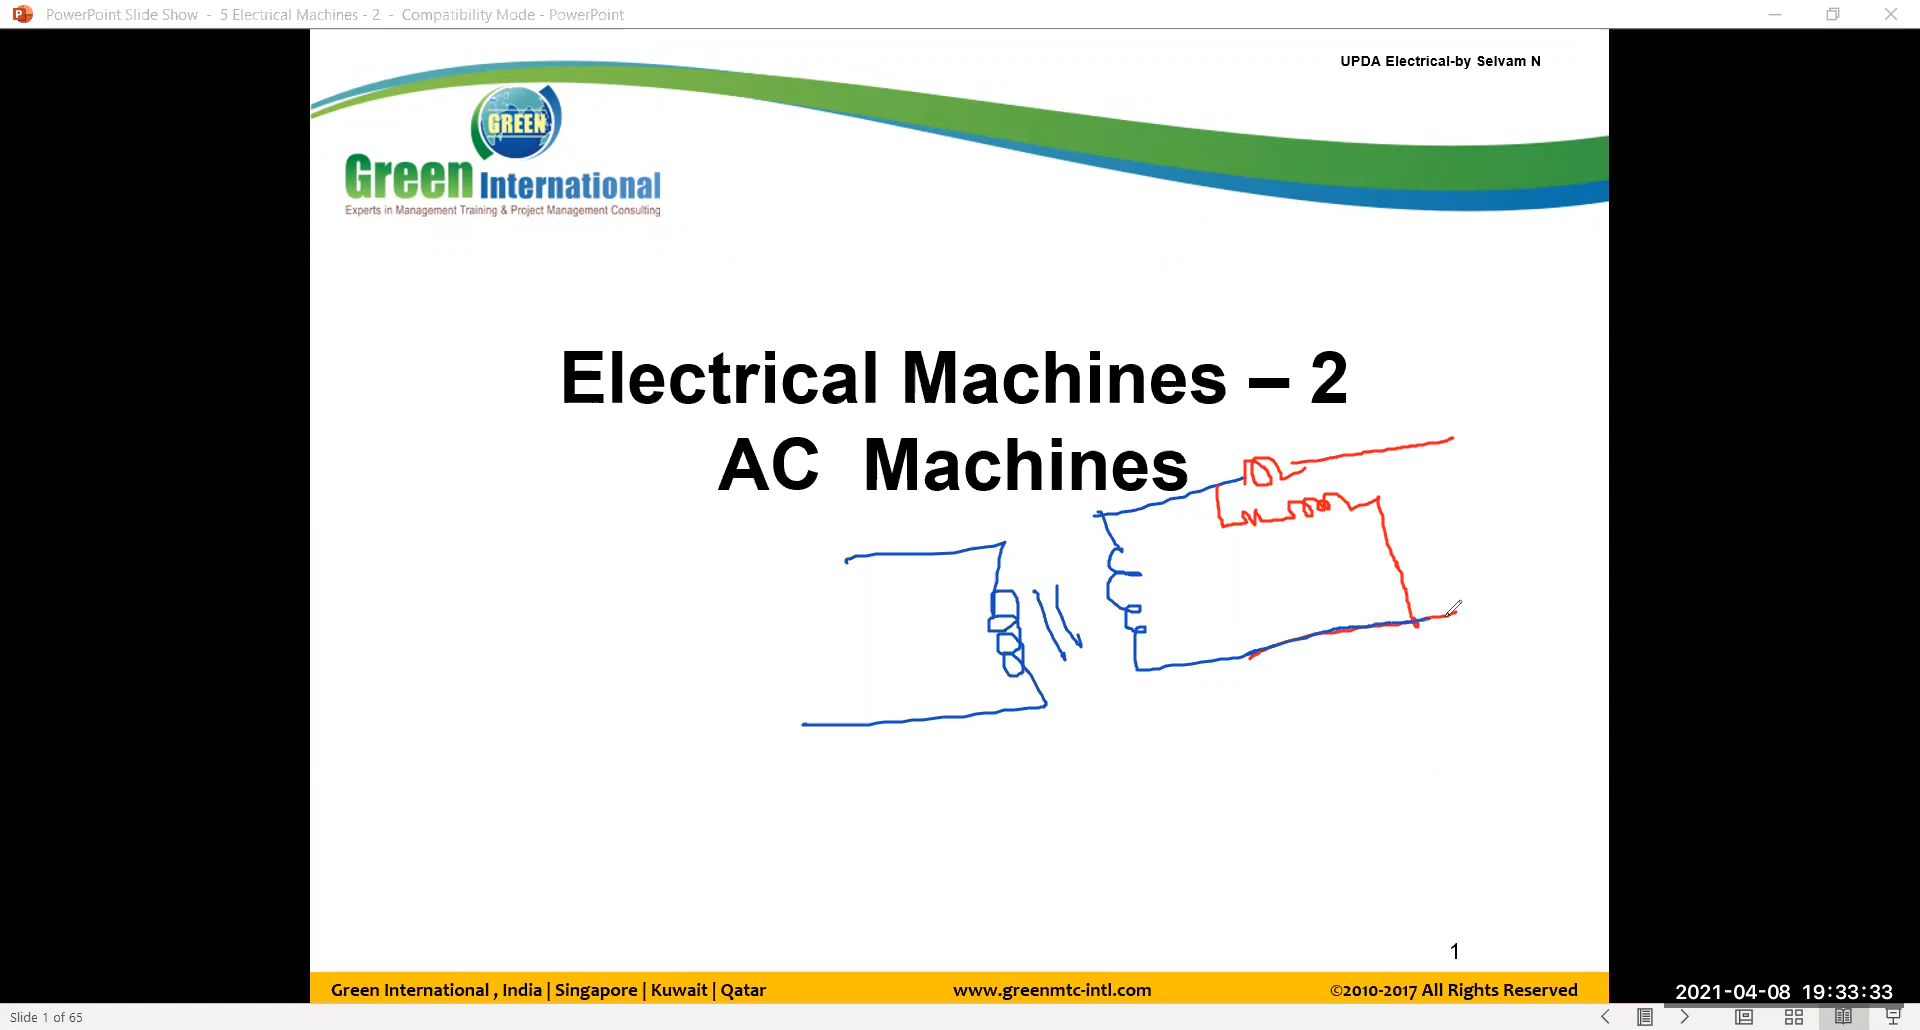 PowerPoint Slide Show - 5 Electrical Machines - 2 - Compatibility Mode - PowerPoint
UPDA Electrical-by Selvam N
GREEN
Green International
Experts in Management Training & Project Management Consulting
Electrical Machines – 2
AC Machines
1
Green International , India | Singapore | Kuwait | Qatar
www.greenmtc-intl.com
©2010-2017 All Rights Reserved
2021-04-08 19:33:33
Slide 1 of 65